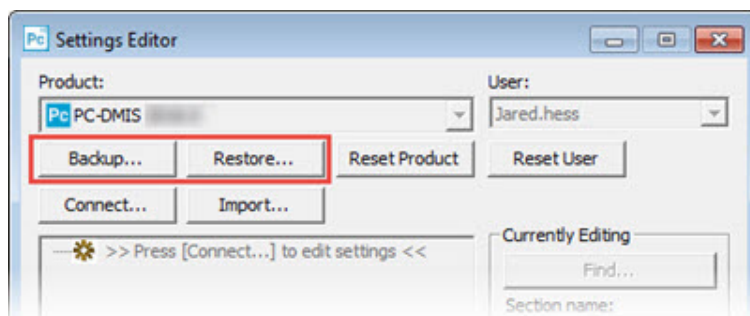 Pc Settings Editor
Product: User:
Pc PC-DMIS Jared.hess
Backup... Restore... Reset Product Reset User
Connect... Import...
>> Press [Connect...] to edit settings << Currently Editing
Find...
Section name: